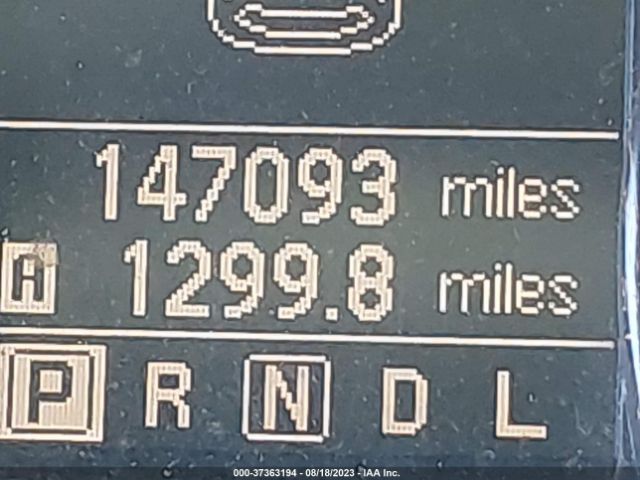 147093 miles
A 1299.8 miles
P R N D L
000-37363194 - 08/18/2023 - IAA Inc.